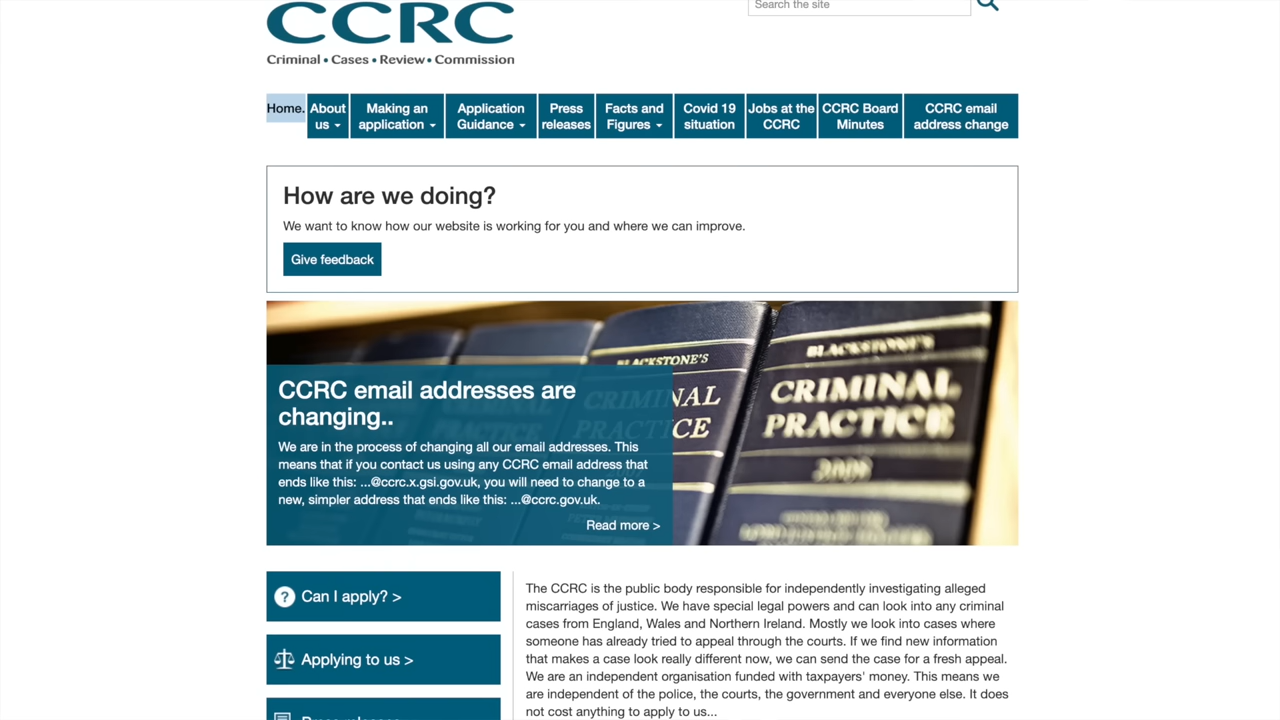 Search the site
CCRC
Criminal • Cases • Review • Commission
Home.
About
us
Making an
application
Application
Guidance
Press
releases
Facts and
Figures
Covid 19
situation
Jobs at the
CCRC
CCRC Board
Minutes
CCRC email
address change
How are we doing?
We want to know how our website is working for you and where we can improve.
Give feedback
BLACKSTONE'S
CRIMINAL
PRACTICE
BLACKSTONE'S
CRIMINAL
PRACTICE
2008
CCRC email addresses are
changing..
We are in the process of changing all our email addresses. This
means that if you contact us using any CCRC email address that
ends like this: ...@ccrc.x.gsi.gov.uk, you will need to change to a
new, simpler address that ends like this: ...@ccrc.gov.uk.
Read more >
? Can I apply? >
Applying to us >
Press releases
The CCRC is the public body responsible for independently investigating alleged
miscarriages of justice. We have special legal powers and can look into any criminal
cases from England, Wales and Northern Ireland. Mostly we look into cases where
someone has already tried to appeal through the courts. If we find new information
that makes a case look really different now, we can send the case for a fresh appeal.
We are an independent organisation funded with taxpayers' money. This means we
are independent of the police, the courts, the government and everyone else. It does
not cost anything to apply to us...